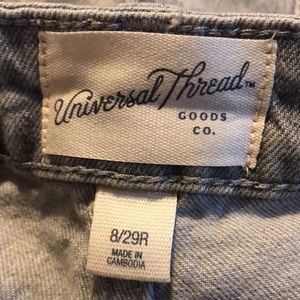 Universal Thread™
GOODS
CO.
8/29R
MADE IN
CAMBODIA